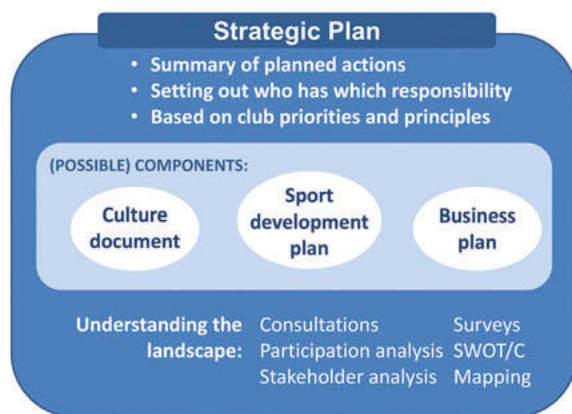 Strategic Plan
• Summary of planned actions
• Setting out who has which responsibility
• Based on club priorities and principles
(POSSIBLE) COMPONENTS:
Culture
document
Sport
development
plan
Business
plan
Understanding the
landscape:
Consultations
Participation analysis
Stakeholder analysis
Surveys
SWOT/C
Mapping